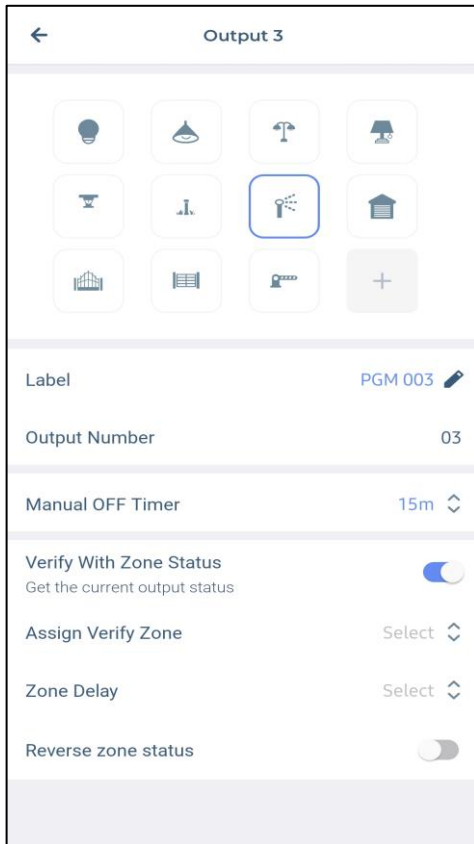 Output 3
Label PGM 003
Output Number 03
Manual OFF Timer 15m
Verify With Zone Status
Get the current output status
Assign Verify Zone Select
Zone Delay Select
Reverse zone status